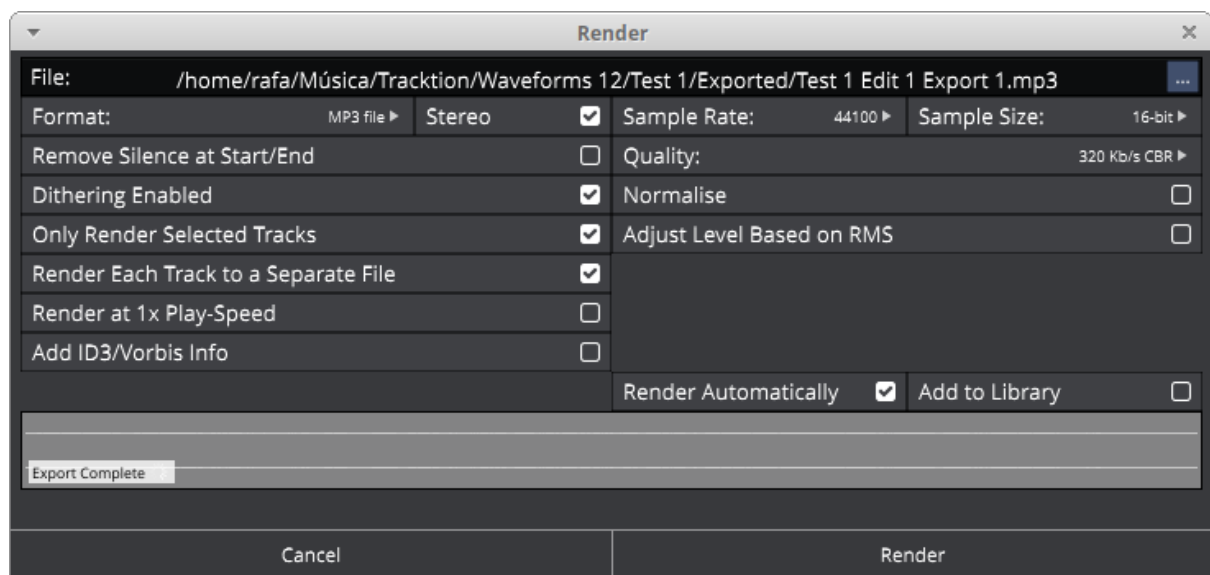 Render
File: /home/rafa/Música/Tracktion/Waveforms 12/Test 1/Exported/Test 1 Edit 1 Export 1.mp3 ...
Format: MP3 file Stereo Sample Rate: 44100 Sample Size: 16-bit
Remove Silence at Start/End Quality: 320 Kb/s CBR
Dithering Enabled Normalise
Only Render Selected Tracks Adjust Level Based on RMS
Render Each Track to a Separate File
Render at 1x Play-Speed
Add ID3/Vorbis Info
Render Automatically Add to Library
Export Complete
Cancel Render